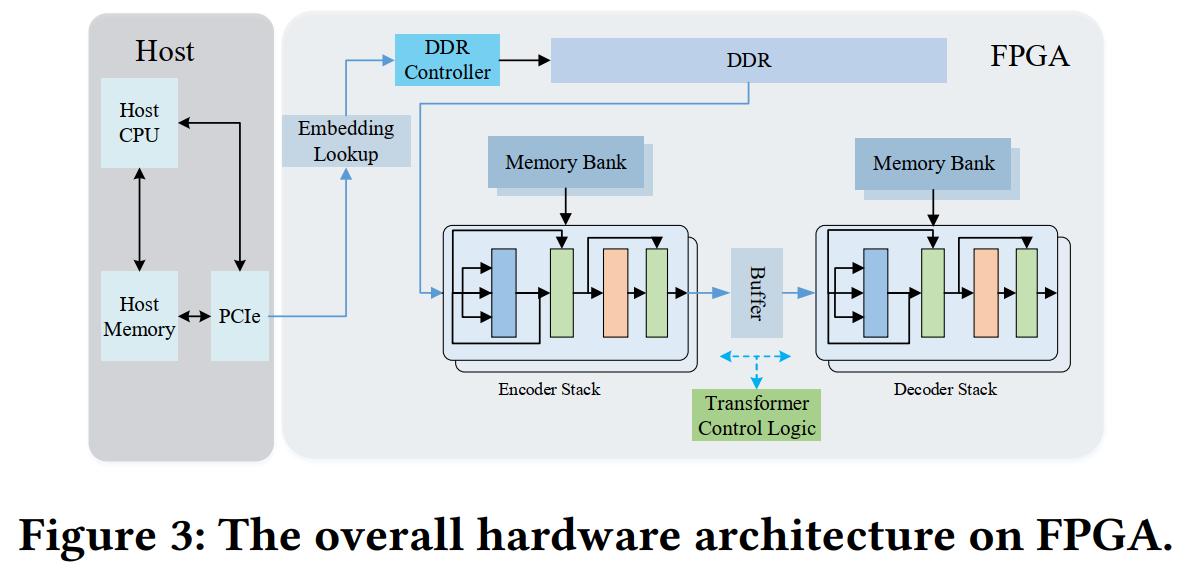 Host
Host
CPU
Host
Memory
PCIe
FPGA
DDR
Controller
DDR
Embedding
Lookup
Memory Bank
Memory Bank
Buffer
Encoder Stack
Decoder Stack
Transformer
Control Logic
Figure 3: The overall hardware architecture on FPGA.